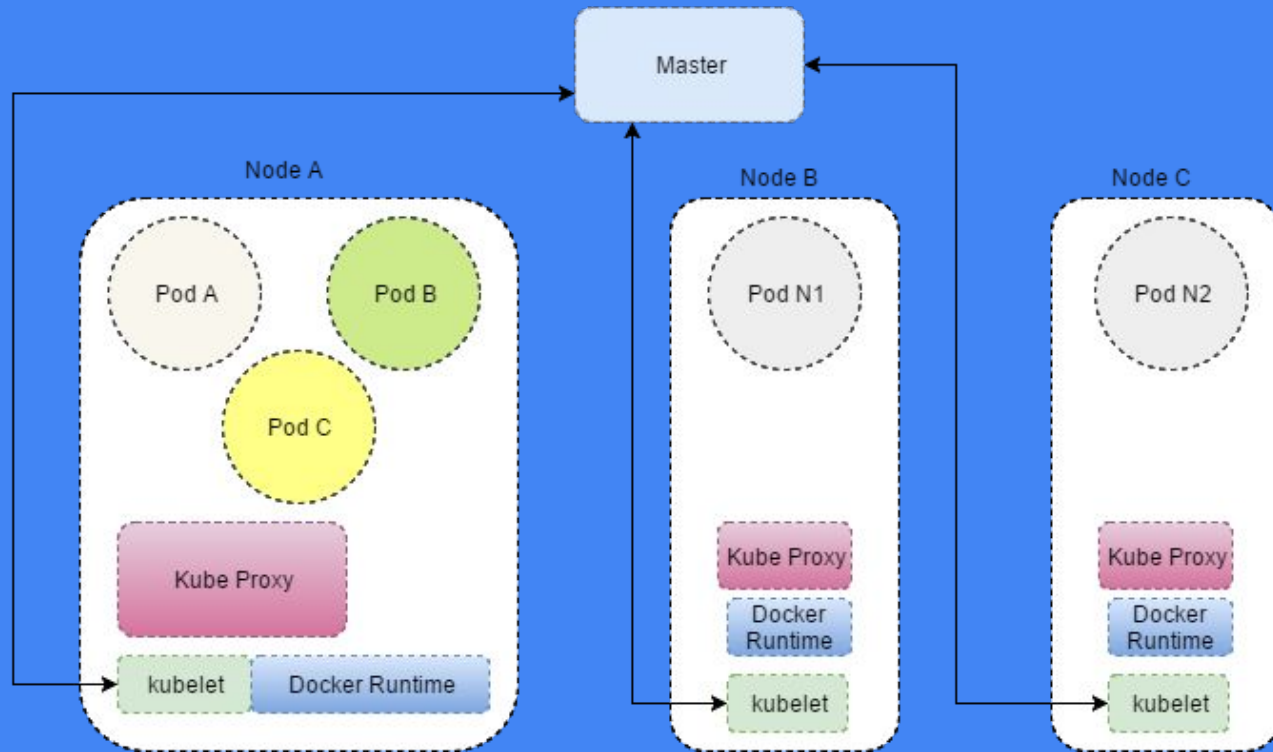 Master
Node A
Node B
Node C
Pod A
Pod B
Pod C
Kube Proxy
kubelet
Docker Runtime
Pod N1
Kube Proxy
Docker
Runtime
kubelet
Pod N2
Kube Proxy
Docker
Runtime
kubelet